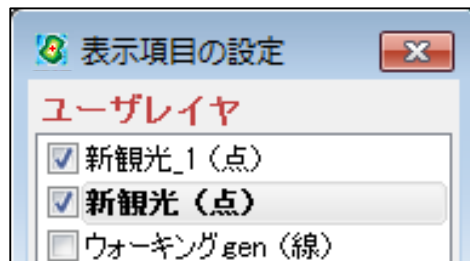 表示項目の設定
ユーザレイヤ
新観光_1（点）
新観光（点）
ウォーキングgen（線）